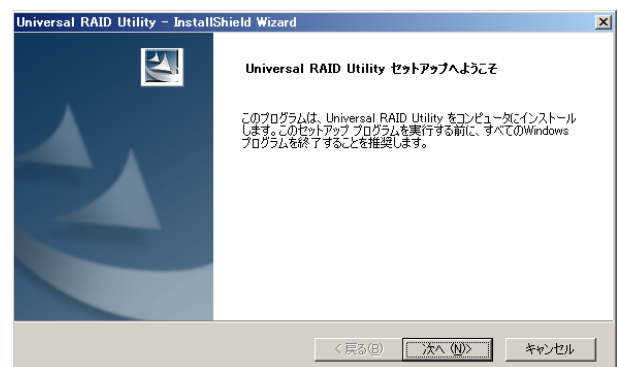 Universal RAID Utility - InstallShield Wizard
Universal RAID Utility セットアップへようこそ
このプログラムは、Universal RAID Utility をコンピュータにインストール
します。このセットアップ プログラムを実行する前に、すべてのWindows
プログラムを終了することを推奨します。
< 戻る(B)
次へ (N)>
キャンセル